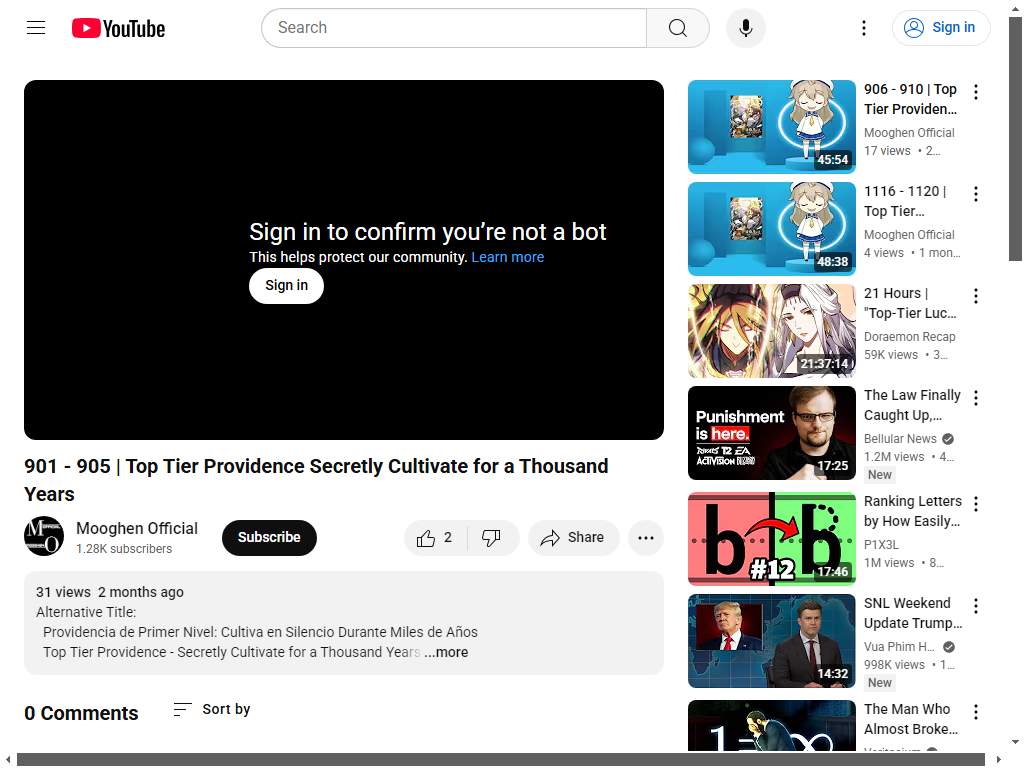 YouTube
Search
Sign in
Sign in to confirm you're not a bot
This helps protect our community. Learn more
Sign in
901 - 905 | Top Tier Providence Secretly Cultivate for a Thousand
Years
Mooghen Official
1.28K subscribers
Subscribe
2
Share
31 views 2 months ago
Alternative Title:
Providencia de Primer Nivel: Cultiva en Silencio Durante Miles de Años
Top Tier Providence - Secretly Cultivate for a Thousand Years ...more
0 Comments
Sort by
45:54
906 - 910 | Top
Tier Providen...
Mooghen Official
17 views • 2...
48:38
1116 - 1120 |
Top Tier...
Mooghen Official
4 views • 1 mon...
21:37:14
21 Hours |
"Top-Tier Luc...
Doraemon Recap
59K views • 3...
Punishment
is here.
T2 EA
ACTIVISION BLIZZARD
17:25
The Law Finally
Caught Up,...
Bellular News
1.2M views • 4...
New
b
b
#12
17:46
Ranking Letters
by How Easily...
P1X3L
1M views • 8...
14:32
SNL Weekend
Update Trump...
Vua Phim H...
998K views • 1...
New
The Man Who
Almost Broke...
Veritasium